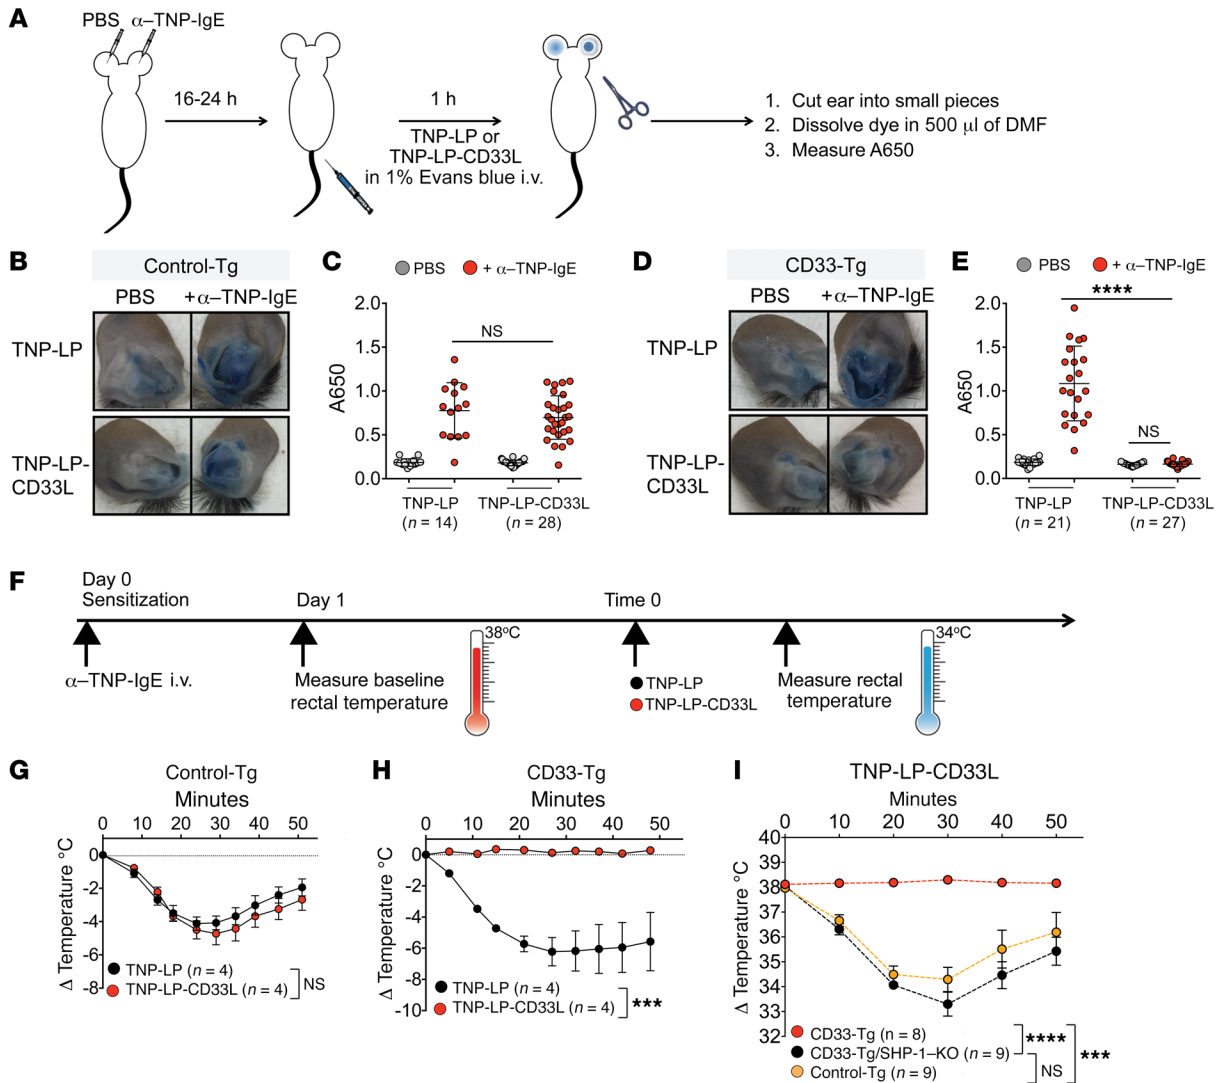 A
PBS α–TNP-IgE
16-24 h
1 h
TNP-LP or
TNP-LP-CD33L
in 1% Evans blue i.v.
1. Cut ear into small pieces
2. Dissolve dye in 500 μl of DMF
3. Measure A650
B
Control-Tg
PBS +α–TNP-IgE
TNP-LP
TNP-LP-
CD33L
C
PBS + α–TNP-IgE
A650
2.0
1.5
1.0
0.5
0.0
NS
TNP-LP TNP-LP-CD33L
(n = 14) (n = 28)
D
CD33-Tg
PBS +α–TNP-IgE
TNP-LP
TNP-LP-
CD33L
E
PBS + α–TNP-IgE
A650
2.0
1.5
1.0
0.5
0.0
****
NS
TNP-LP TNP-LP-CD33L
(n = 21) (n = 27)
F
Day 0
Sensitization
Day 1
Time 0
38ºC
34ºC
α–TNP-IgE i.v.
Measure baseline
rectal temperature
TNP-LP
TNP-LP-CD33L
Measure rectal
temperature
G
Control-Tg
Minutes
0 10 20 30 40 50
Δ Temperature °C
0
-2
-4
-6
-8
TNP-LP (n = 4)
TNP-LP-CD33L (n = 4)
NS
H
CD33-Tg
Minutes
0 10 20 30 40 50
Δ Temperature °C
0
-2
-4
-6
-8
-10
TNP-LP (n = 4)
TNP-LP-CD33L (n = 4)
***
I
TNP-LP-CD33L
Minutes
0 10 20 30 40 50
Δ Temperature °C
40
39
38
37
36
35
34
33
32
CD33-Tg (n = 8)
CD33-Tg/SHP-1–KO (n = 9)
Control-Tg (n = 9)
****
NS
***